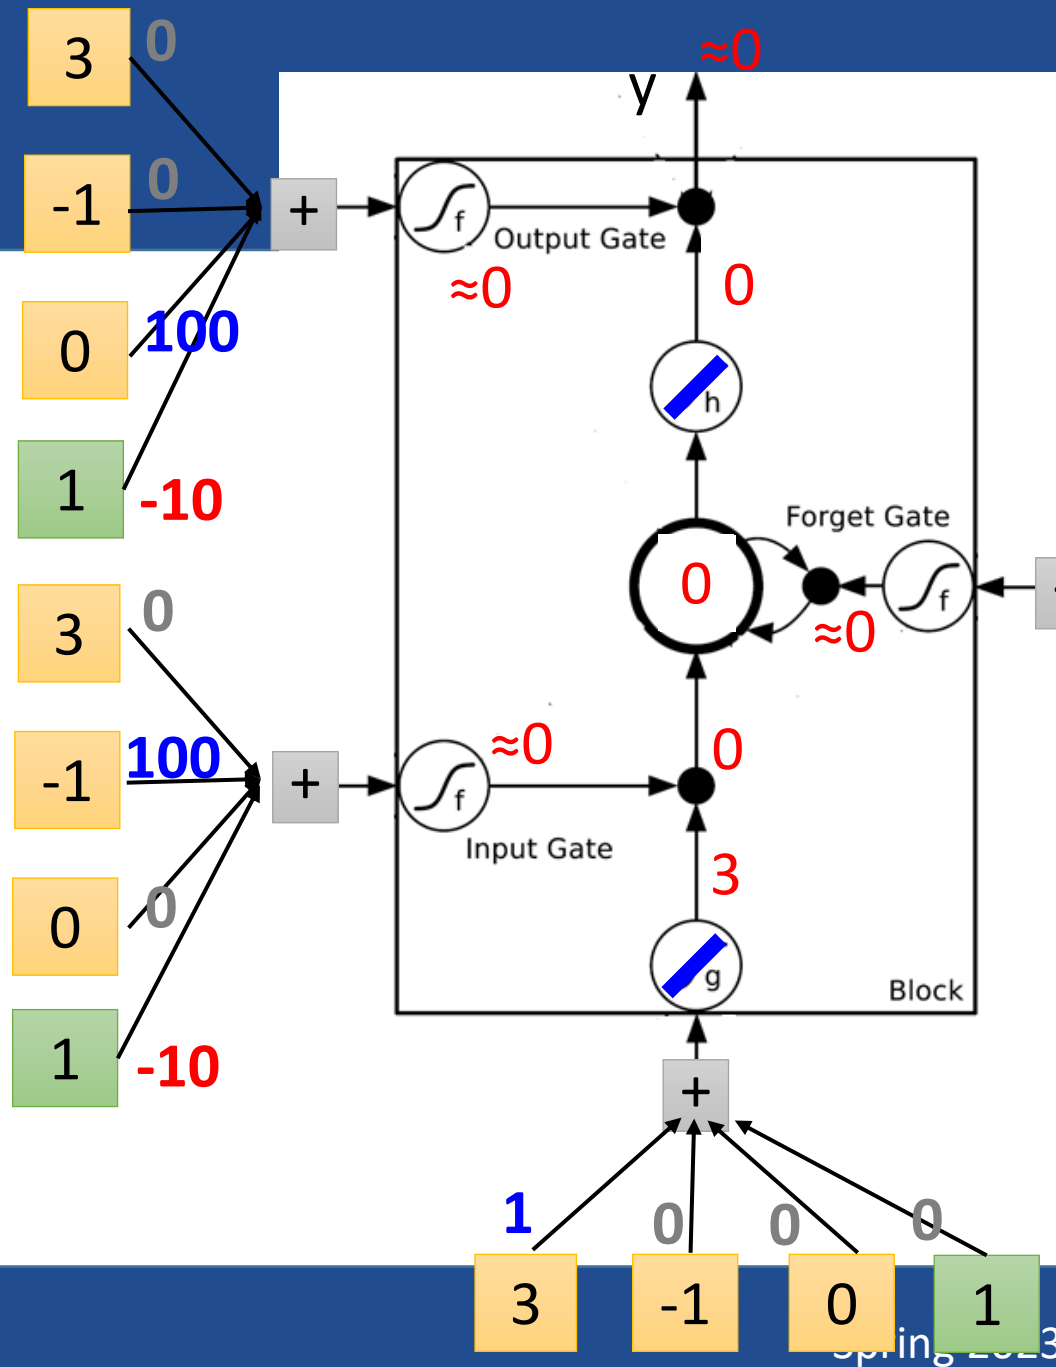 3 0
≈0
y
-1 0
+
f
Output Gate
≈0
0
0 100
h
1 -10
Forget Gate
0
f
≈0
3 0
-1 100
+
f
≈0
0
Input Gate
3
0 0
g
Block
1 -10
+
1 0 0 0
3 -1 0 1
Spring 2023